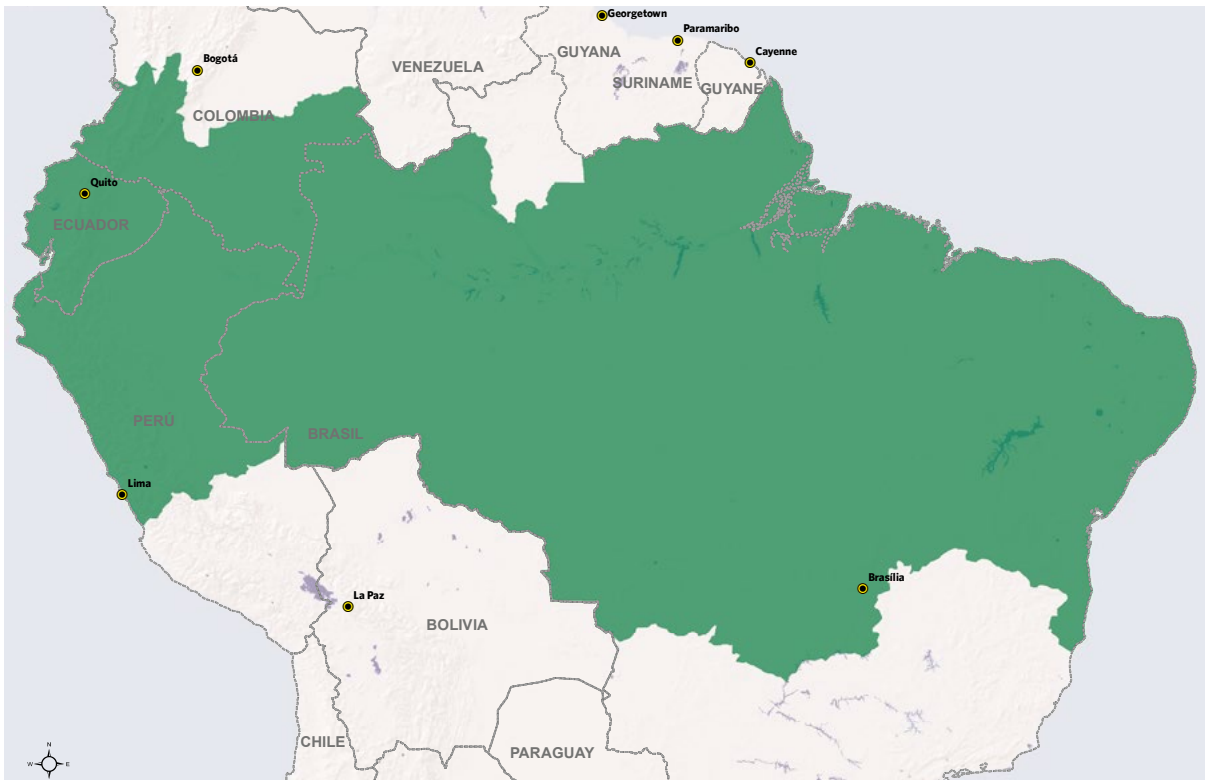 Georgetown
Paramaribo
GUYANA
Bogotá
Cayenne
VENEZUELA
SURINAME
GUYANE
COLOMBIA
Quito
ECUADOR
PERÚ
BRASIL
Lima
Brasília
La Paz
BOLIVIA
CHILE
PARAGUAY
N
W
E
S